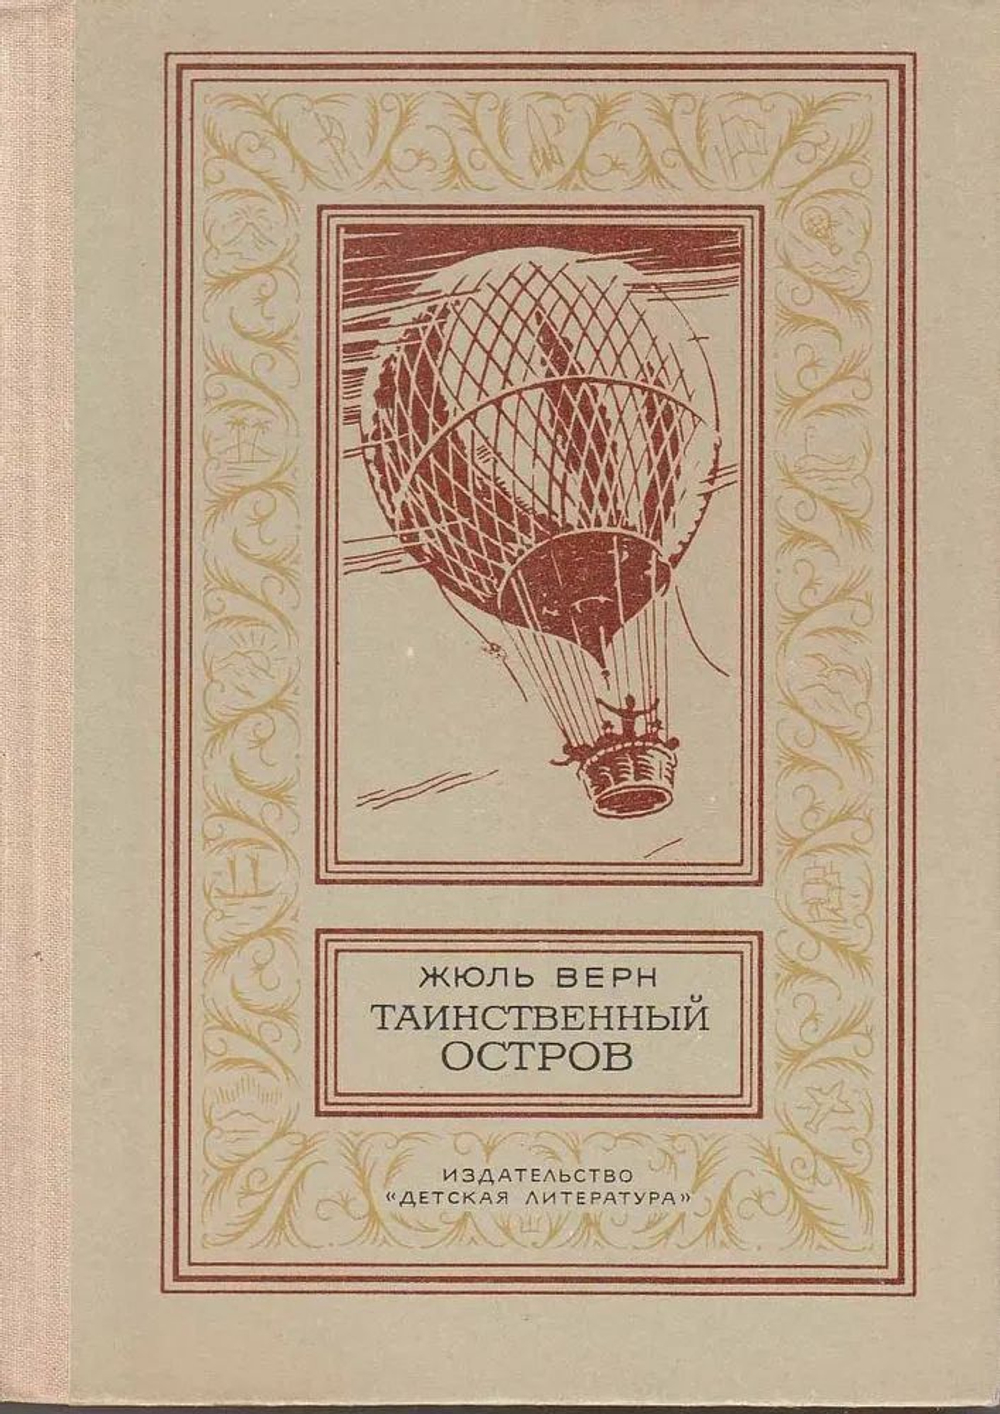 ЖЮЛЬ ВЕРН
ТАИНСТВЕННЫЙ
ОСТРОВ
ИЗДАТЕЛЬСТВО
«ДЕТСКАЯ ЛИТЕРАТУРА»